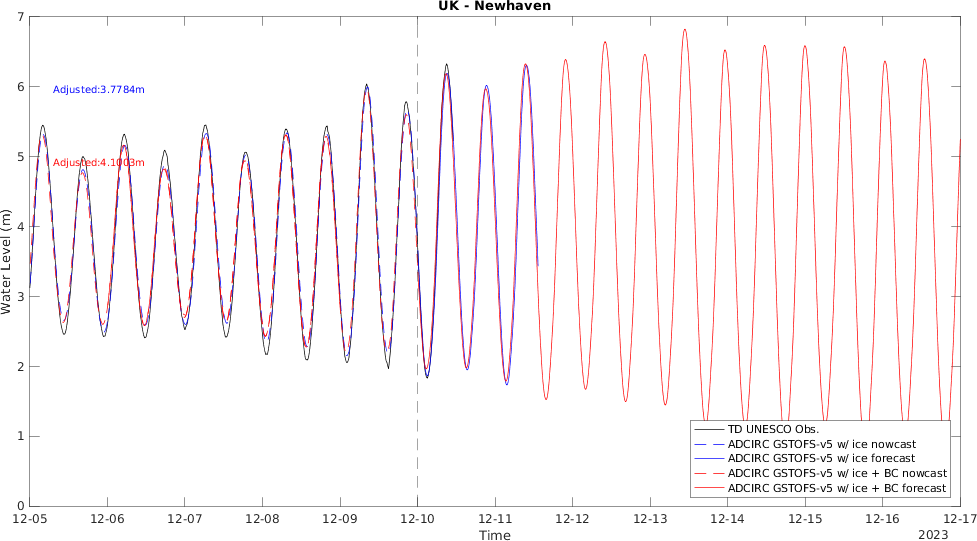 UK - Newhaven
7
6
5
4
3
2
1
0
Water Level (m)
Adjusted:3.7784m
Adjusted:4.1003m
TD UNESCO Obs.
ADCIRC GSTOFS-v5 w/ ice nowcast
ADCIRC GSTOFS-v5 w/ ice forecast
ADCIRC GSTOFS-v5 w/ ice + BC nowcast
ADCIRC GSTOFS-v5 w/ ice + BC forecast
12-05 12-06 12-07 12-08 12-09 12-10 12-11 12-12 12-13 12-14 12-15 12-16 12-17
Time
2023